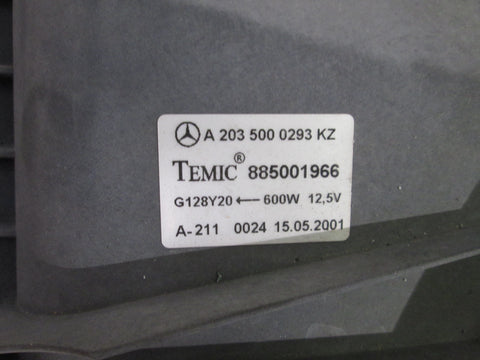 A 203 500 0293 KZ
TEMIC® 885001966
G128Y20 ⟵ 600W 12,5V
A-211 0024 15.05.2001